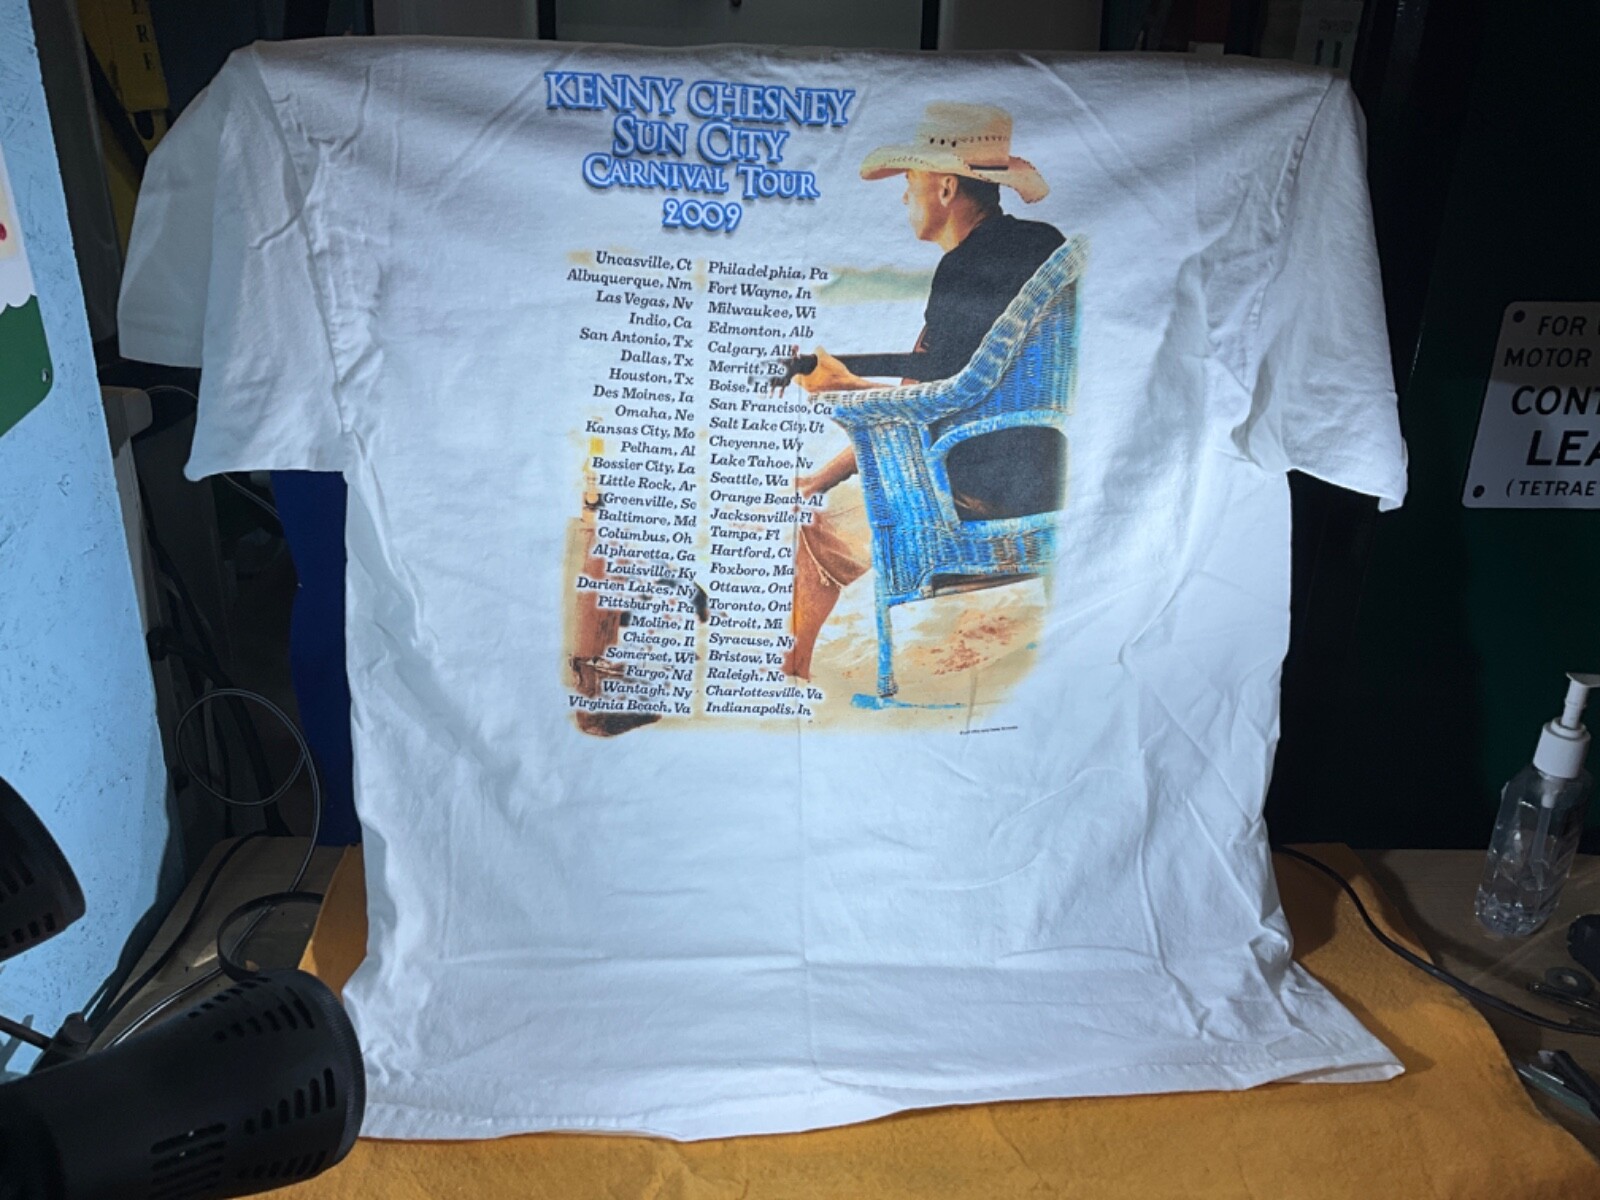 KENNY CHESNEY
SUN CITY
CARNIVAL TOUR
2009
Uncasville, Ct
Albuquerque, Nm
Las Vegas, Nv
Indio, Ca
San Antonio, Tx
Dallas, Tx
Houston, Tx
Des Moines, Ia
Omaha, Ne
Kansas City, Mo
Pelham, Al
Bossier City, La
Little Rock, Ar
Greenville, Sc
Baltimore, Md
Columbus, Oh
Alpharetta, Ga
Louisville, Ky
Darien Lakes, Ny
Pittsburgh, Pa
Moline, Il
Chicago, Il
Somerset, Wi
Fargo, Nd
Wantagh, Ny
Virginia Beach, Va
Philadelphia, Pa
Fort Wayne, In
Milwaukee, Wi
Edmonton, Alb
Calgary, Alb
Merritt, Bc
Boise, Id
San Francisco, Ca
Salt Lake City, Ut
Cheyenne, Wy
Lake Tahoe, Nv
Seattle, Wa
Orange Beach, Al
Jacksonville, Fl
Tampa, Fl
Hartford, Ct
Foxboro, Ma
Ottawa, Ont
Toronto, Ont
Detroit, Mi
Syracuse, Ny
Bristow, Va
Raleigh, Nc
Charlottesville, Va
Indianapolis, In
FOR
MOTOR
CONT
LEA
(TETRAE